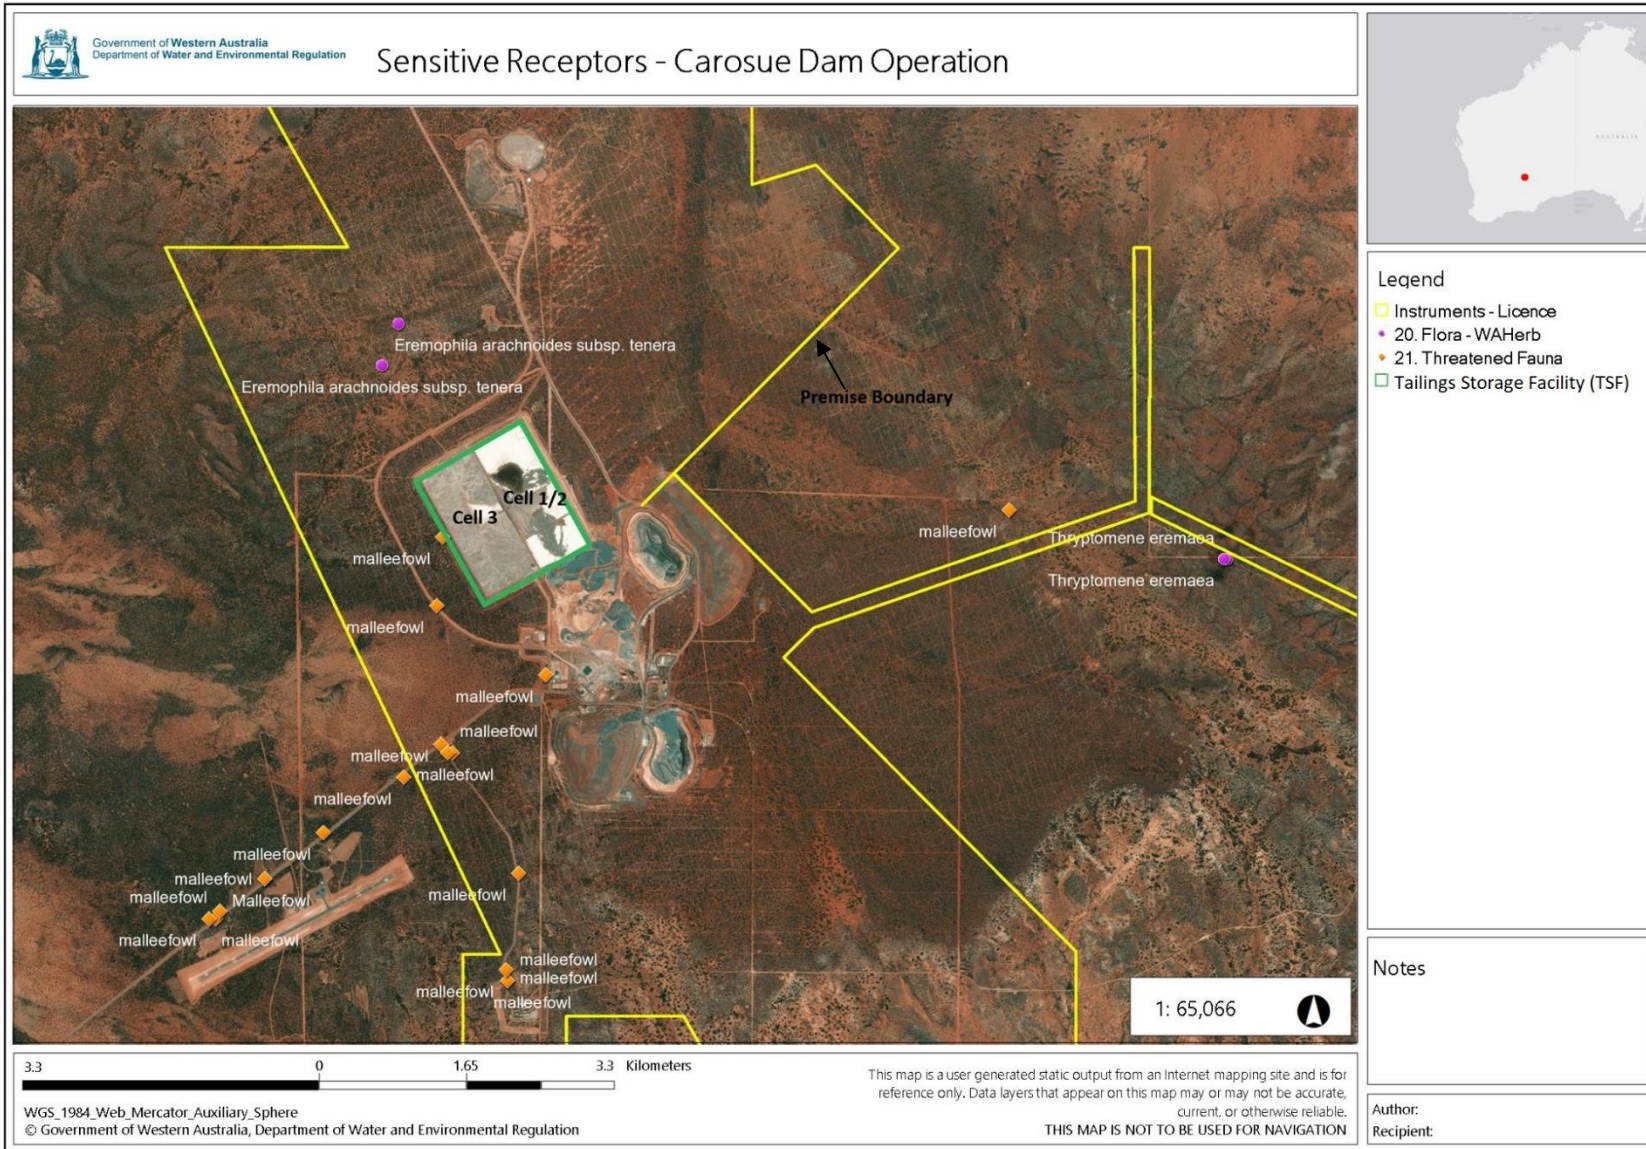 Government of Western Australia
Department of Water and Environmental Regulation
Sensitive Receptors - Carosue Dam Operation
AUSTRALIA
Legend
Instruments - Licence
20. Flora - WAHerb
21. Threatened Fauna
Tailings Storage Facility (TSF)
Eremophila arachnoides subsp. tenera
Eremophila arachnoides subsp. tenera
Premise Boundary
Cell 1/2
Cell 3
malleefowl
malleefowl
Thryptomene eremaea
Thryptomene eremaea
malleefowl
malleefowl
malleefowl
malleefowl
malleefowl
malleefowl
malleefowl
malleefowl
malleefowl
Malleefowl
malleefowl
malleefowl
malleefowl
malleefowl
malleefowl
malleefowl
malleefowl
1: 65,066
Notes
3.3
0
1.65
3.3
Kilometers
WGS_1984_Web_Mercator_Auxiliary_Sphere
© Government of Western Australia, Department of Water and Environmental Regulation
This map is a user generated static output from an Internet mapping site and is for
reference only. Data layers that appear on this map may or may not be accurate,
current, or otherwise reliable.
THIS MAP IS NOT TO BE USED FOR NAVIGATION
Author:
Recipient: